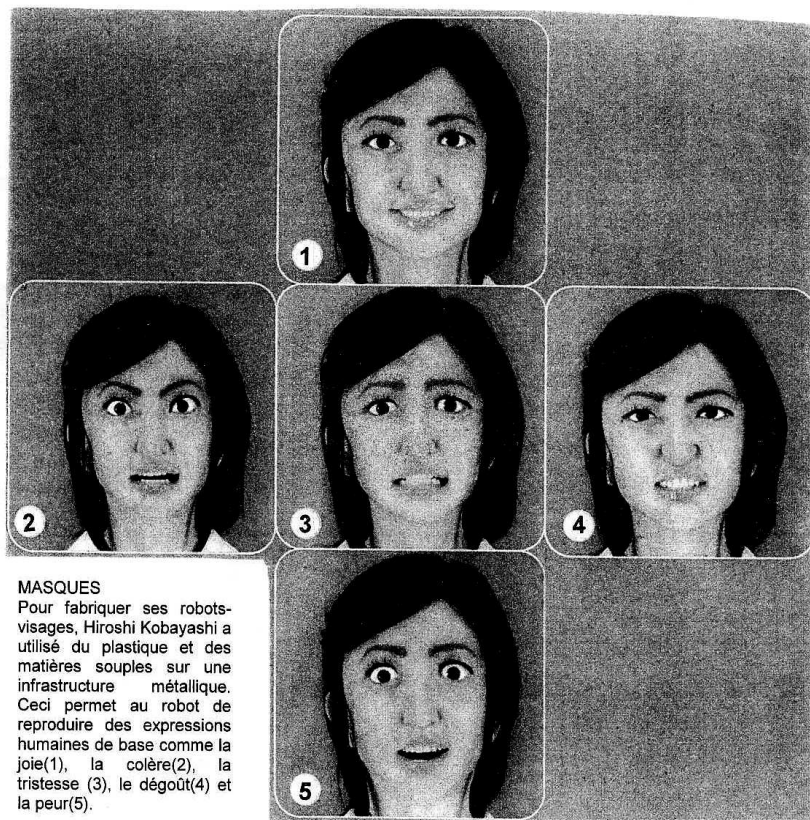 1
2
3
4
MASQUES
Pour fabriquer ses robots-
visages, Hiroshi Kobayashi a
utilisé du plastique et des
matières souples sur une
infrastructure métallique.
Ceci permet au robot de
reproduire des expressions
humaines de base comme la
joie(1), la colère(2), la
tristesse (3), le dégoût(4) et
la peur(5).
5